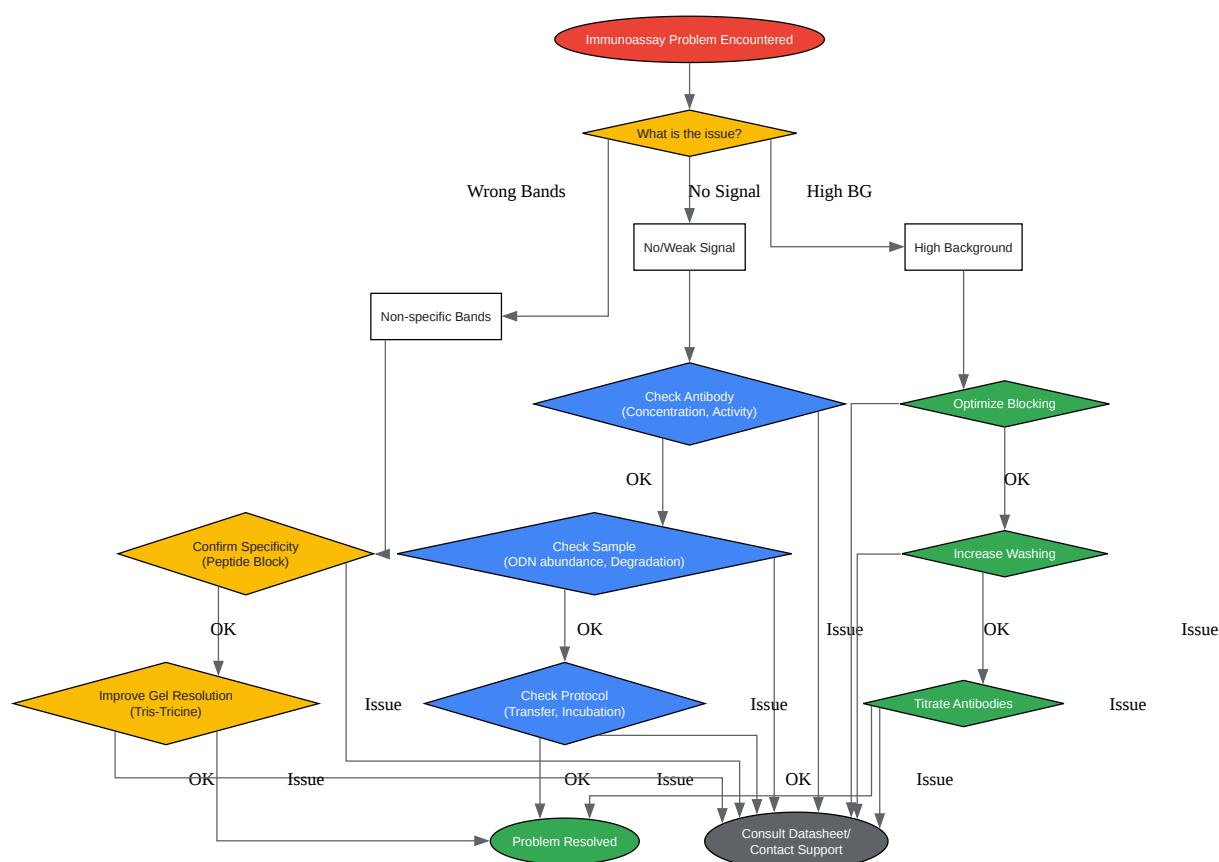 Immunoassay Problem Encountered
What is the issue?
Wrong Bands
No Signal
High BG
No/Weak Signal
High Background
Non-specific Bands
Check Antibody
(Concentration, Activity)
Optimize Blocking
OK
OK
Confirm Specificity
(Peptide Block)
Check Sample
(ODN abundance, Degradation)
Increase Washing
OK
OK
Issue
OK
Issue
Improve Gel Resolution
(Tris-Tricine)
Issue
Check Protocol
(Transfer, Incubation)
Issue
Titrate Antibodies
Issue
OK
Issue
OK
Issue
OK
Issue
Problem Resolved
Consult Datasheet/
Contact Support